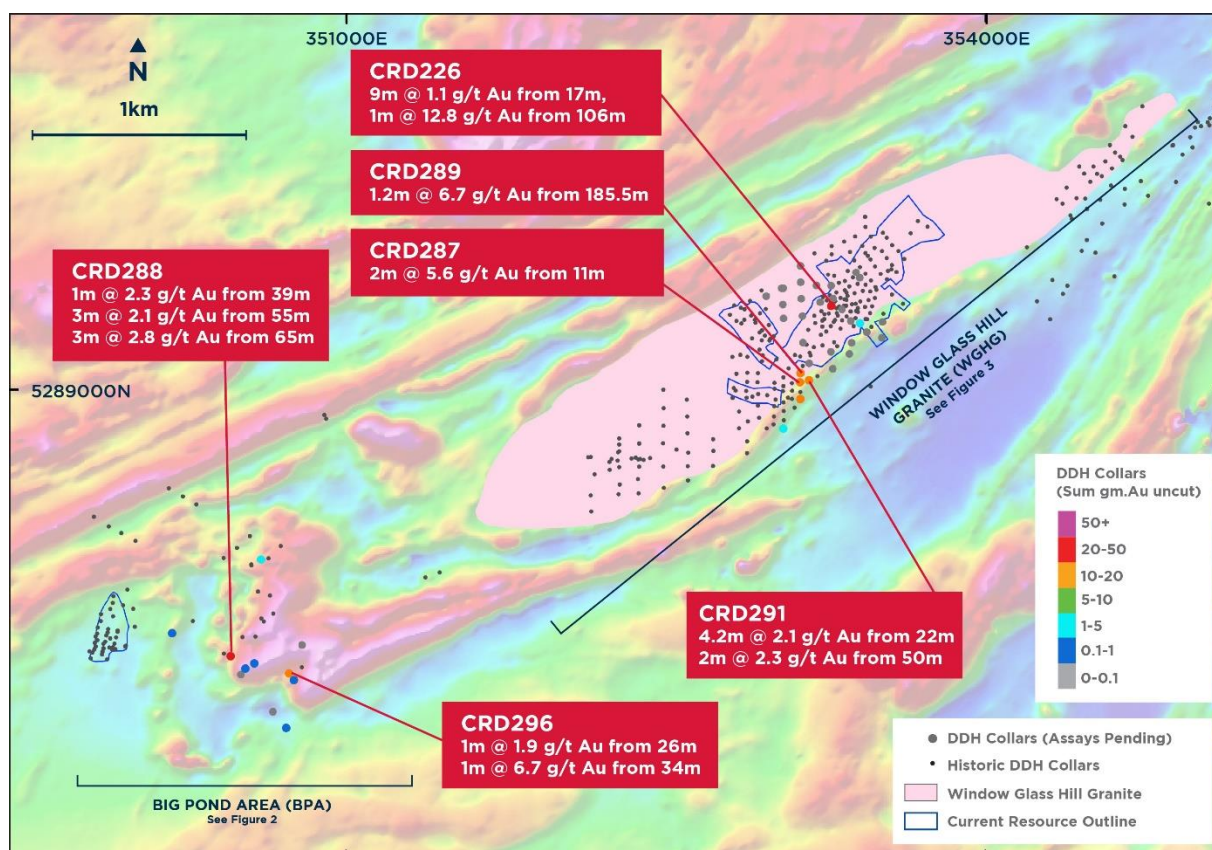 351000E
354000E
N
1km
CRD226
9m @ 1.1 g/t Au from 17m,
1m @ 12.8 g/t Au from 106m
CRD289
1.2m @ 6.7 g/t Au from 185.5m
CRD287
2m @ 5.6 g/t Au from 11m
CRD288
1m @ 2.3 g/t Au from 39m
3m @ 2.1 g/t Au from 55m
3m @ 2.8 g/t Au from 65m
5289000N
WINDOW GLASS HILL
GRANITE (WGHG)
See Figure 3
DDH Collars
(Sum gm.Au uncut)
50+
20-50
10-20
5-10
1-5
0.1-1
0-0.1
CRD291
4.2m @ 2.1 g/t Au from 22m
2m @ 2.3 g/t Au from 50m
CRD296
1m @ 1.9 g/t Au from 26m
1m @ 6.7 g/t Au from 34m
DDH Collars (Assays Pending)
Historic DDH Collars
Window Glass Hill Granite
Current Resource Outline
BIG POND AREA (BPA)
See Figure 2